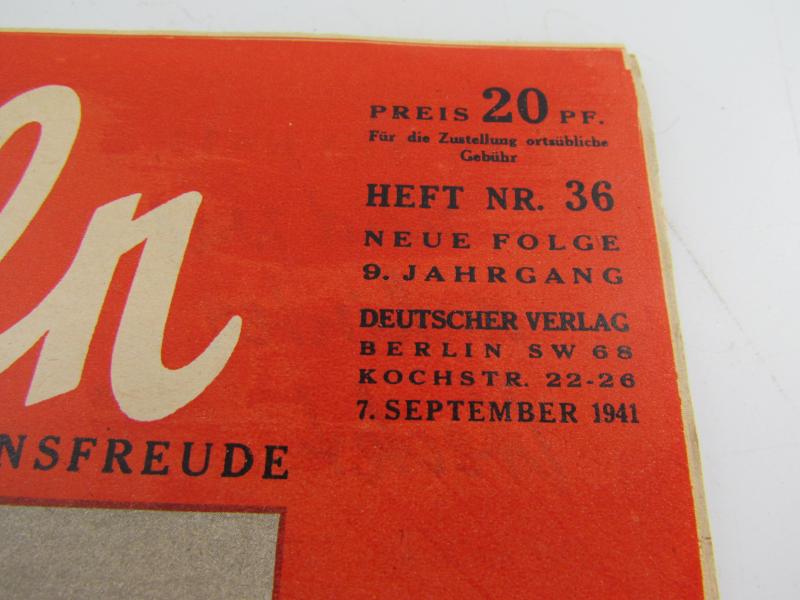 ln
NSFREUDE
PREIS 20 PF.
Für die Zustellung ortsübliche
Gebühr
HEFT NR. 36
NEUE FOLGE
9. JAHRGANG
DEUTSCHER VERLAG
BERLIN SW 68
KOCHSTR. 22-26
7. SEPTEMBER 1941